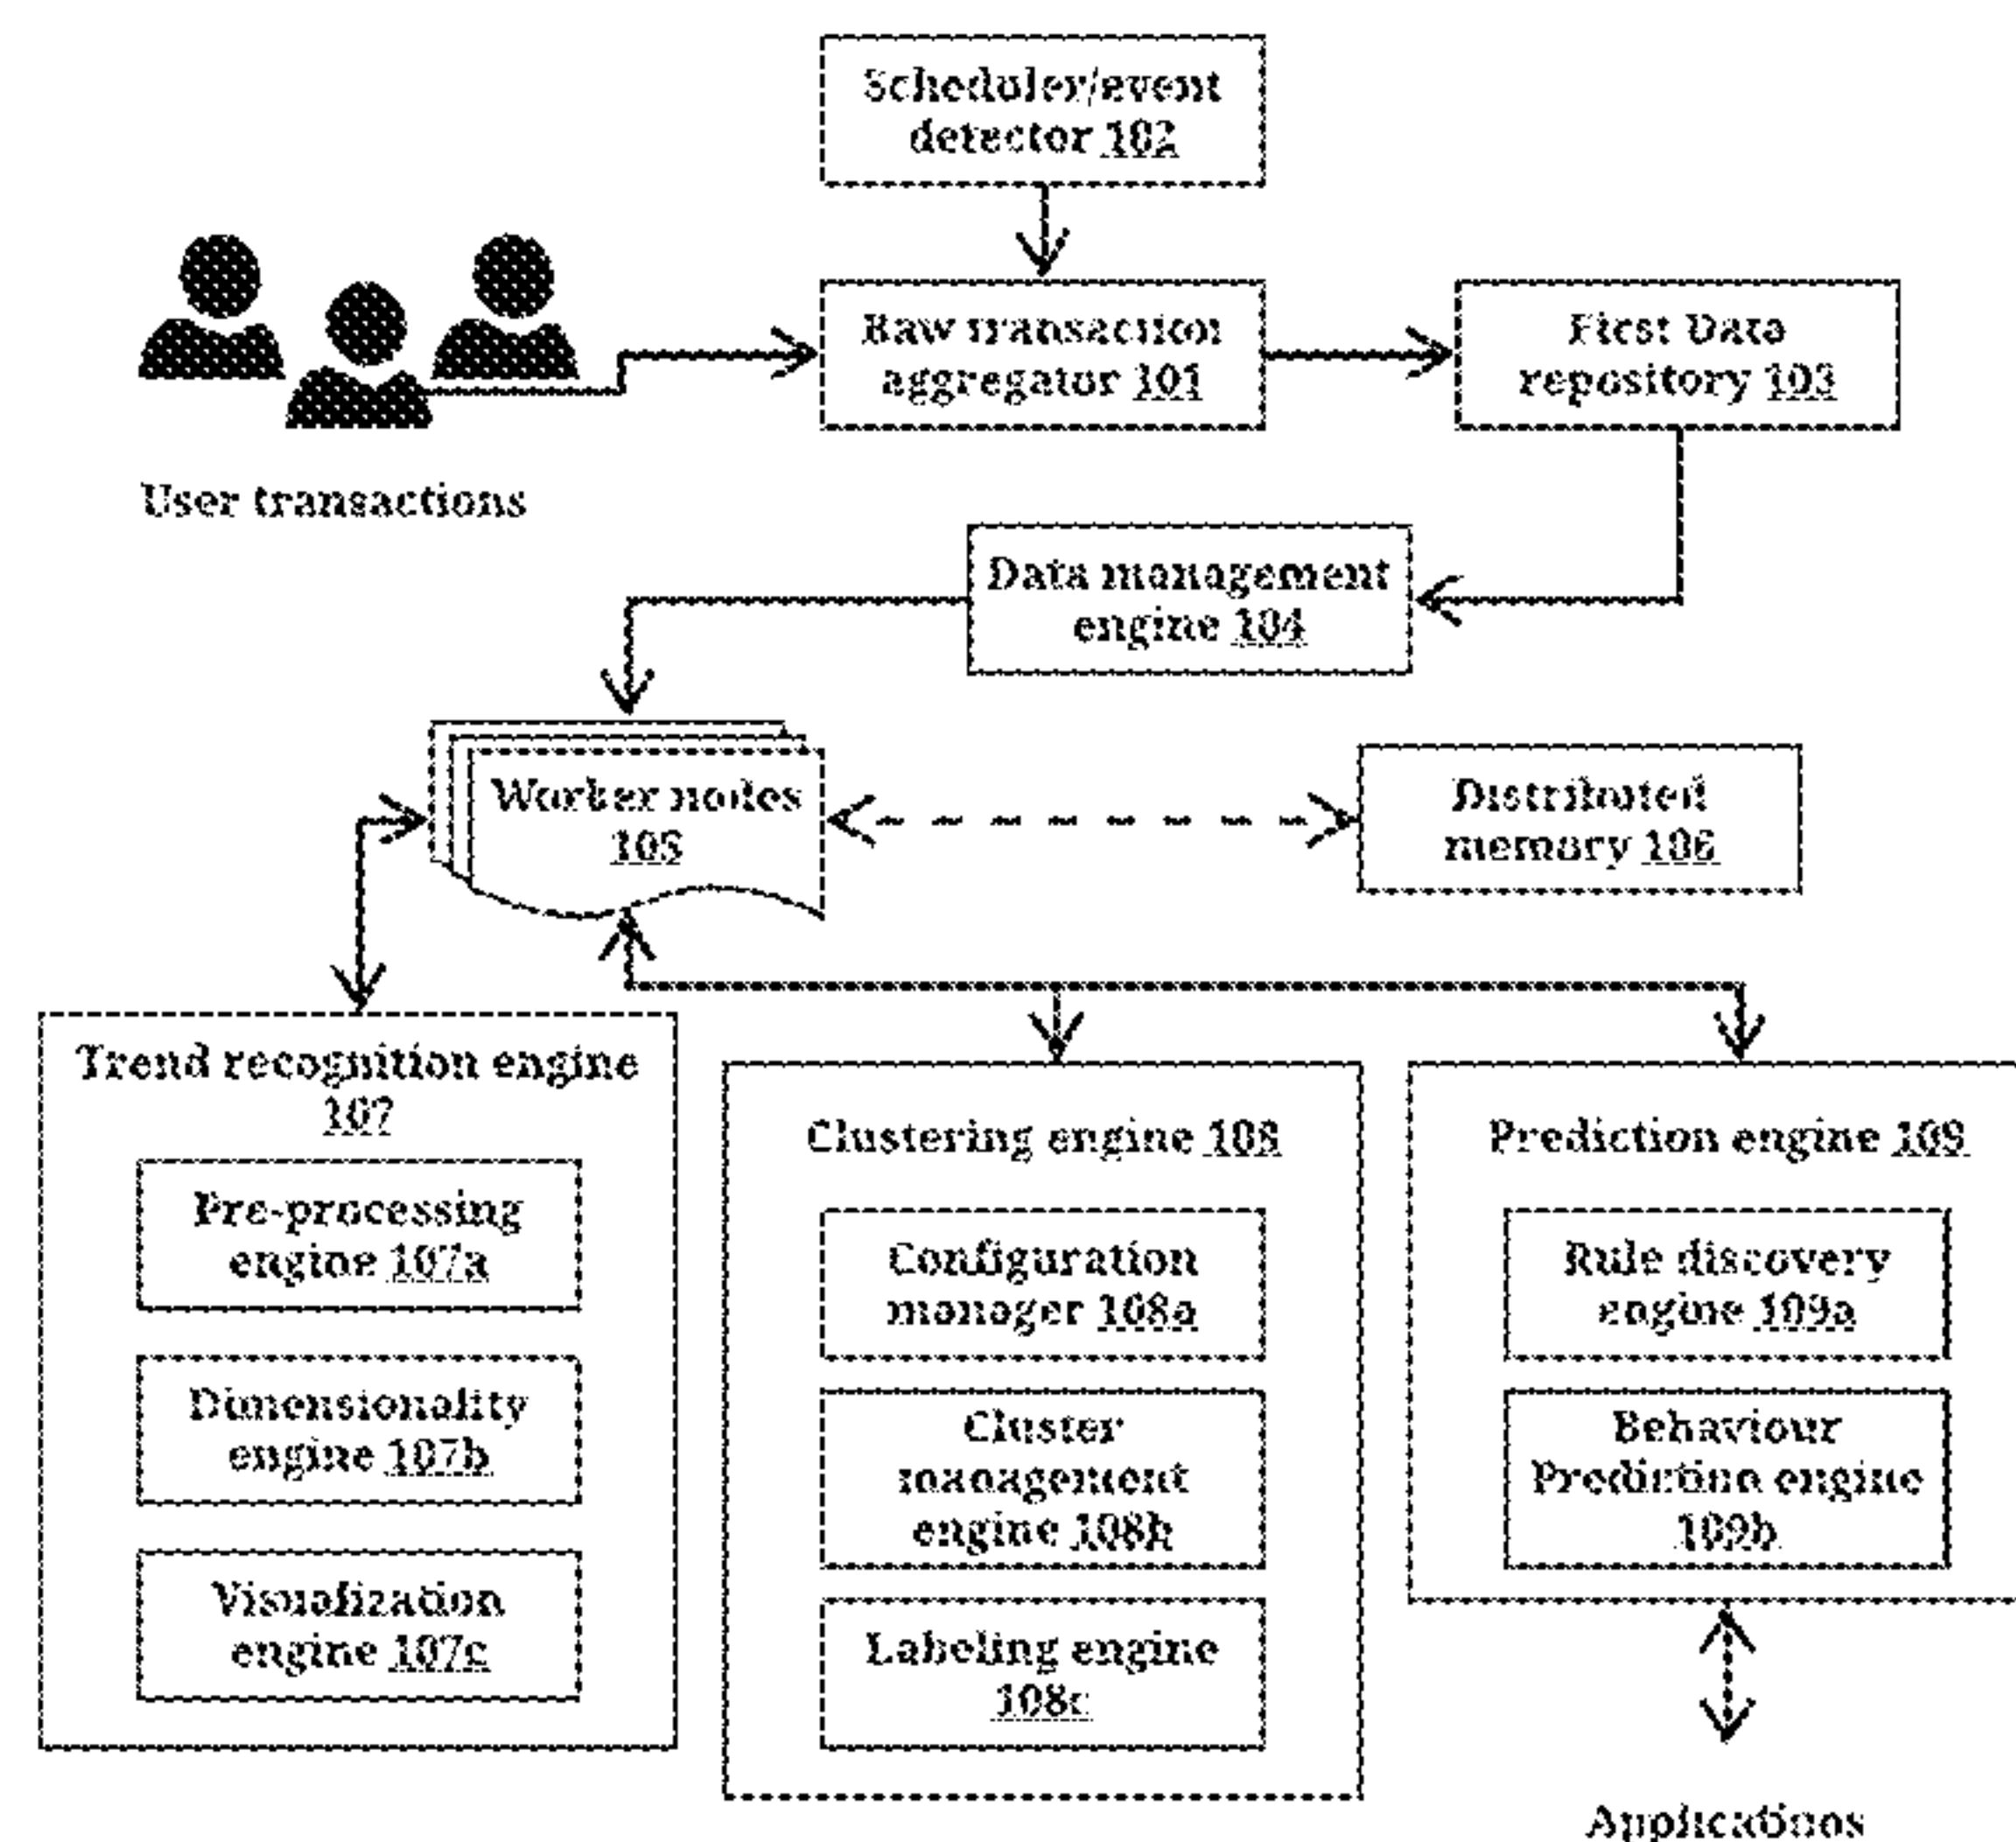 Scheduler/event
detector 102
Raw transaction
aggregator 101
First Data
repository 103
User transactions
Data management
engine 104
Worker nodes
105
Distributed
memory 106
Trend recognition engine
107
Pre-processing
engine 107a
Dimensionality
engine 107b
Visualization
engine 107c
Clustering engine 108
Configuration
manager 108a
Cluster
management
engine 108b
Labeling engine
108c
Prediction engine 109
Rule discovery
engine 109a
Behaviour
Prediction engine
109b
Applications